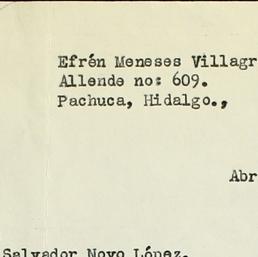 Efrén Meneses Villagr
Allende no: 609.
Pachuca, Hidalgo.,
Abr
Salvador Novo López.